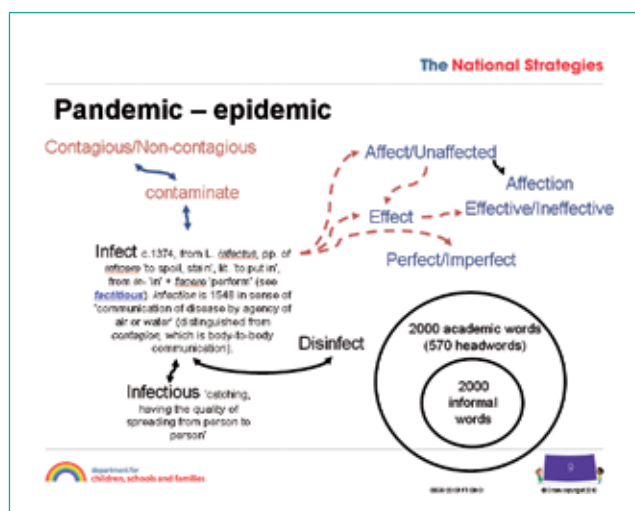 The National Strategies
Pandemic – epidemic
Contagious/Non-contagious
contaminate
Affect/Unaffected
Affection
Effect
Effective/Ineffective
Perfect/Imperfect
Infect c.1374, from L. infectus, pp. of
inficere 'to spoil, stain', lit. 'to put in',
from in- 'in' + facere 'perform' (see
factitious). Infection is 1548 in sense of
'communication of disease by agency of
air or water' (distinguished from
contagion, which is body-to-body
communication).
Disinfect
Infectious 'catching,
having the quality of
spreading from person to
person'
2000 academic words
(570 headwords)
2000
informal
words
department for
children, schools and families
9